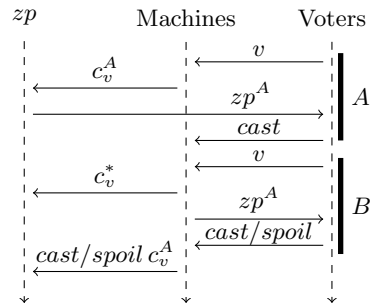 zp Machines Voters
v
c_v^A
zp^A
A
cast
v
c_v^*
zp^A
B
cast/spoil
cast/spoil c_v^A